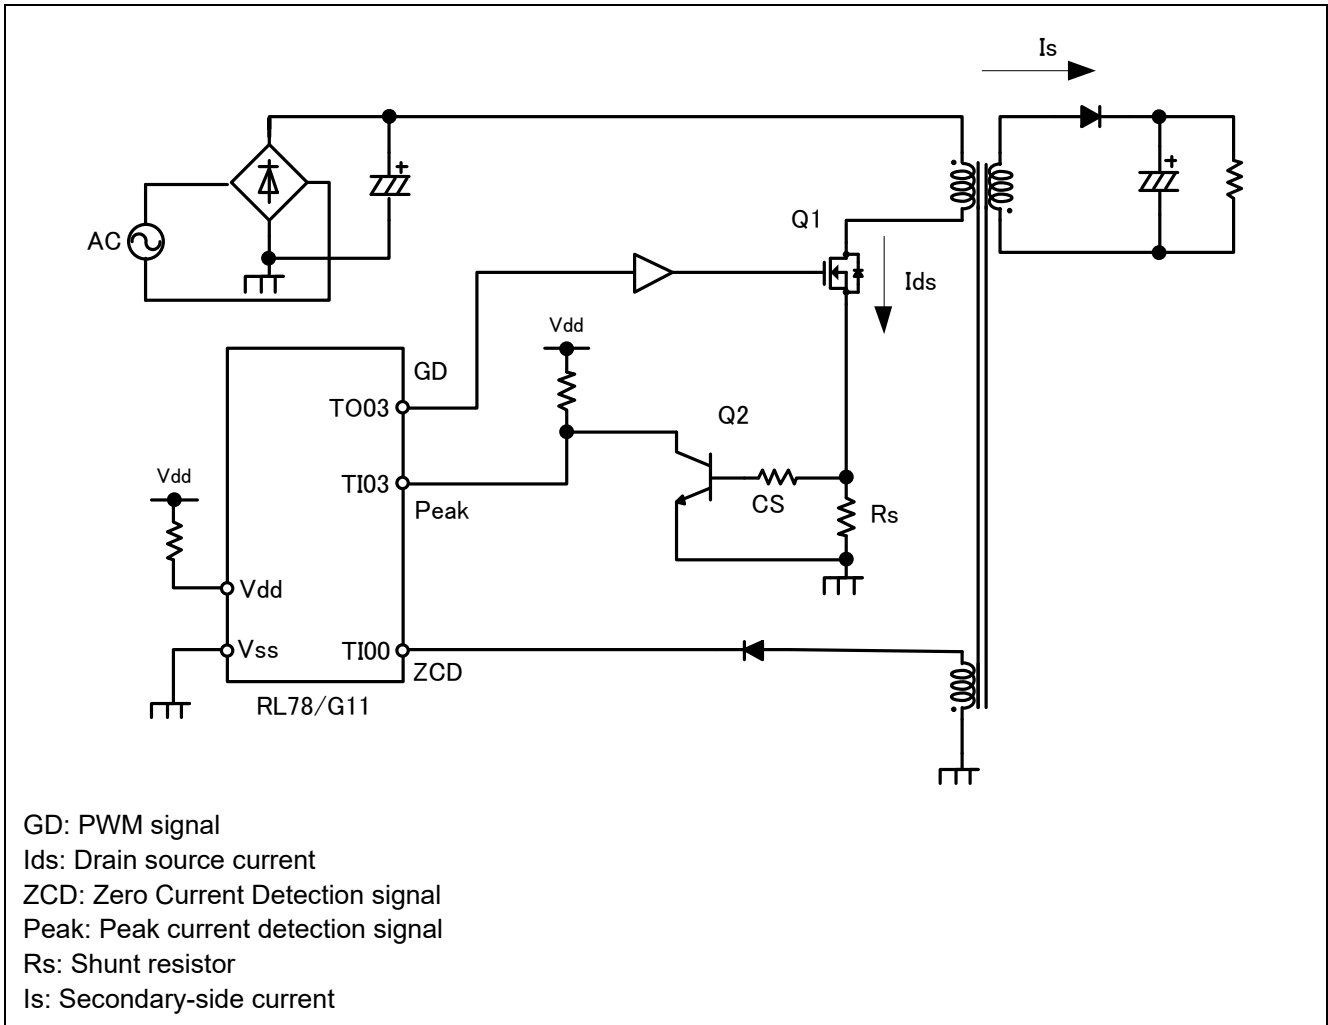 Is
Q1
AC
Ids
Vdd
GD
TO03
Q2
Vdd
TI03
Peak
CS
Rs
Vdd
Vss
TI00
ZCD
RL78/G11
GD: PWM signal
Ids: Drain source current
ZCD: Zero Current Detection signal
Peak: Peak current detection signal
Rs: Shunt resistor
Is: Secondary-side current